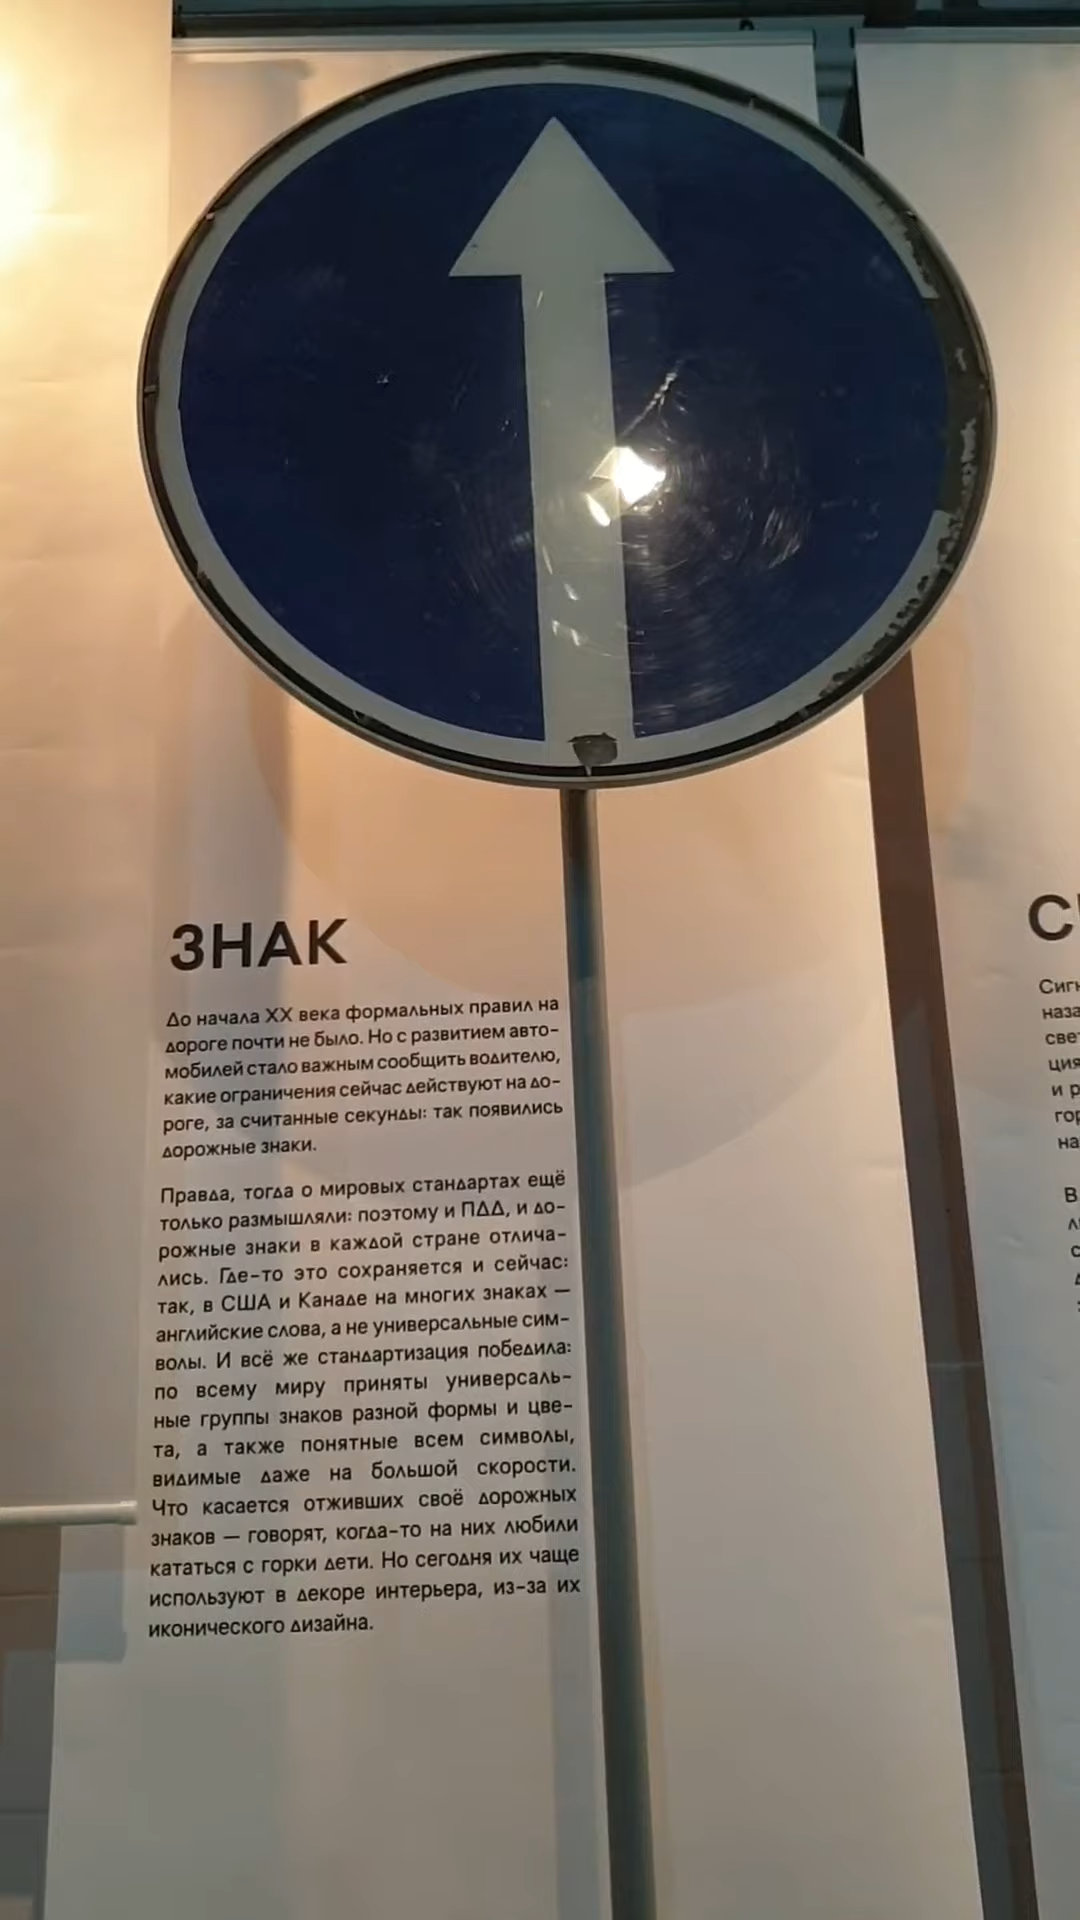 ЗНАК
До начала XX века формальных правил на
дороге почти не было. Но с развитием авто-
мобилей стало важным сообщить водителю,
какие ограничения сейчас действуют на до-
роге, за считанные секунды: так появились
дорожные знаки.
Правда, тогда о мировых стандартах ещё
только размышляли: поэтому и ПДД, и до-
рожные знаки в каждой стране отлича-
лись. Где-то это сохраняется и сейчас:
так, в США и Канаде на многих знаках —
английские слова, а не универсальные сим-
волы. И всё же стандартизация победила:
по всему миру приняты универсаль-
ные группы знаков разной формы и цве-
та, а также понятные всем символы,
видимые даже на большой скорости.
Что касается отживших своё дорожных
знаков — говорят, когда-то на них любили
кататься с горки дети. Но сегодня их чаще
используют в декоре интерьера, из-за их
иконического дизайна.